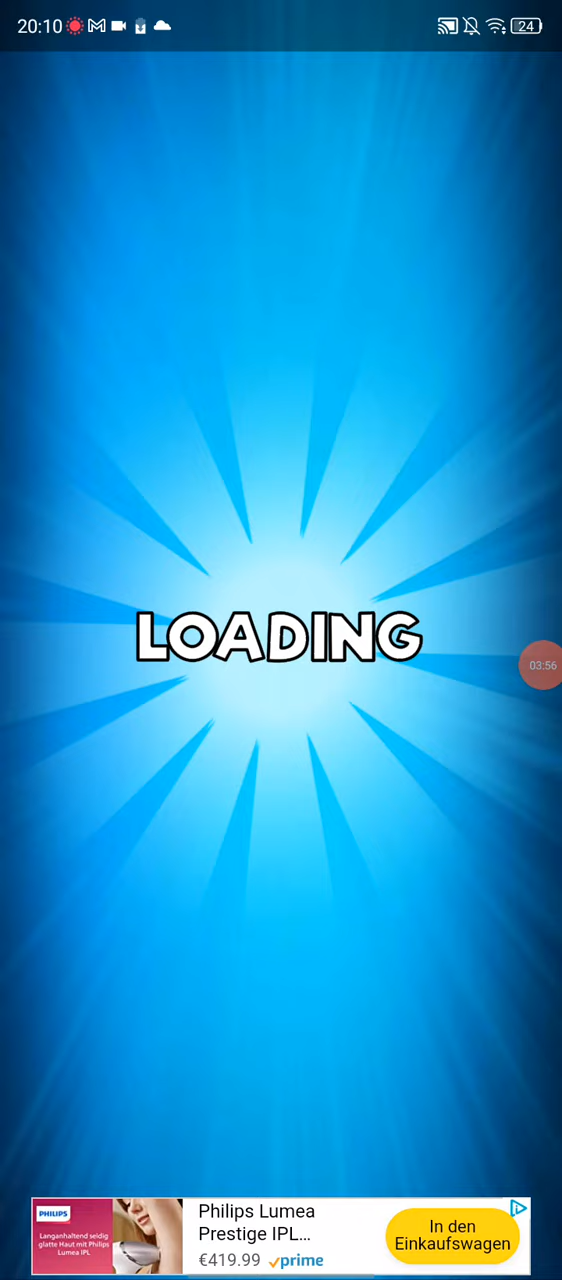 20:10
24
LOADING
03:56
PHILIPS
Langanhaltend seidig
glatte Haut mit Philips
Lumea IPL
Philips Lumea
Prestige IPL...
€419.99 prime
In den
Einkaufswagen